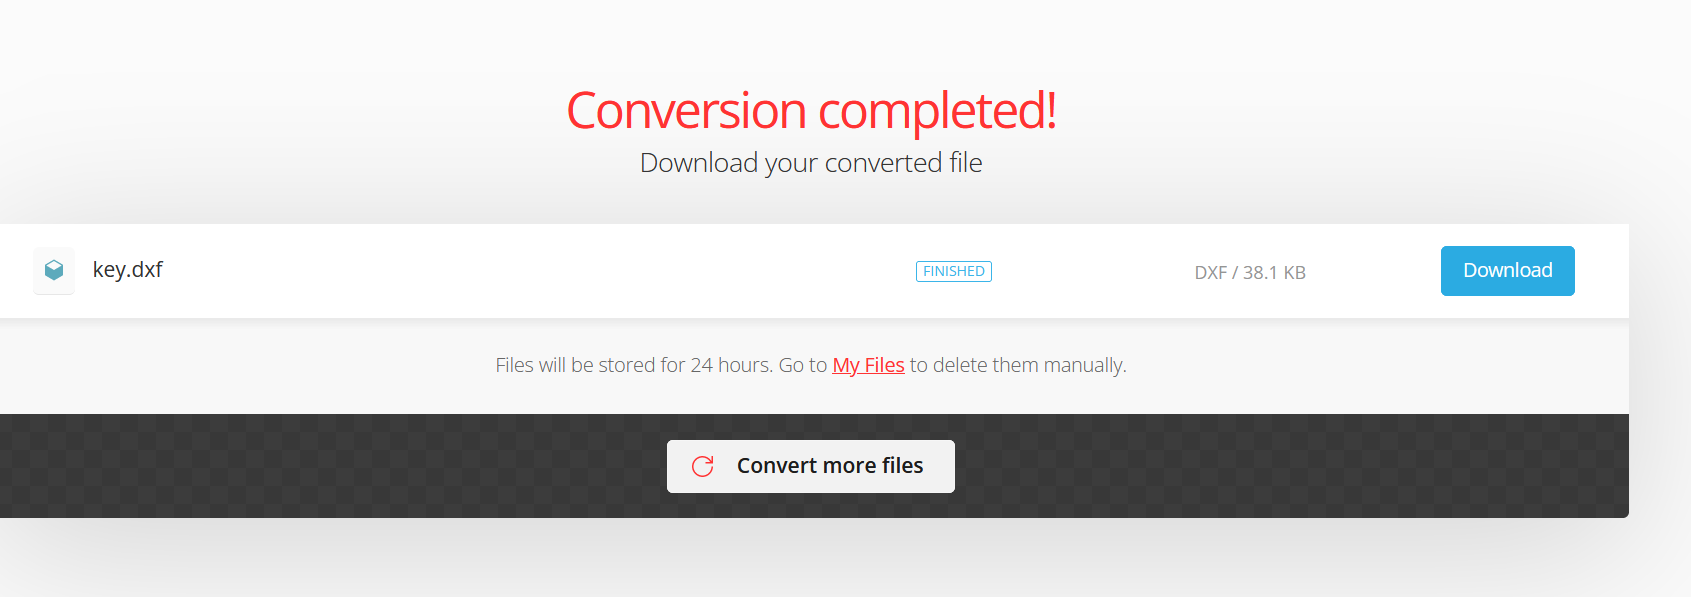 Conversion completed!
Download your converted file
key.dxf
FINISHED
DXF / 38.1 KB
Download
Files will be stored for 24 hours. Go to My Files to delete them manually.
Convert more files